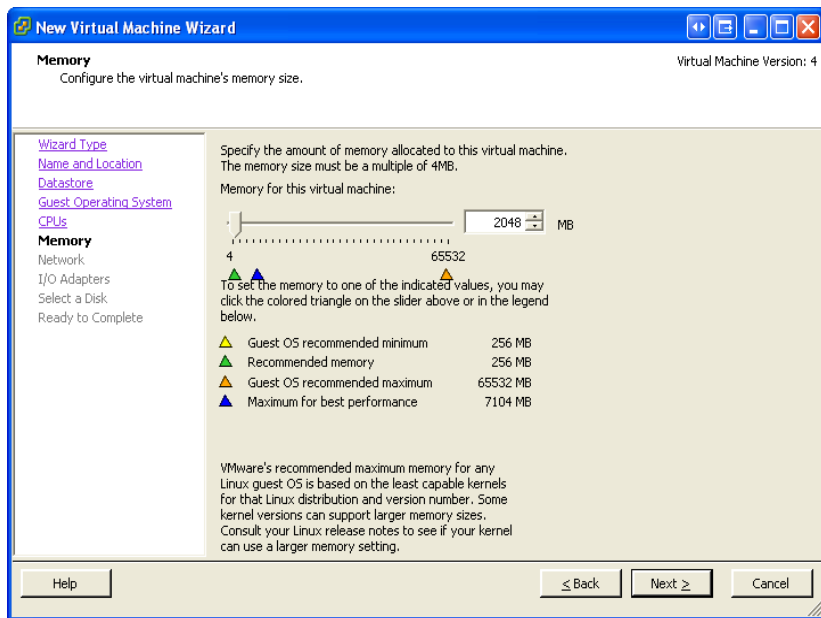 New Virtual Machine Wizard
Memory
Configure the virtual machine's memory size.
Virtual Machine Version: 4
Wizard Type
Name and Location
Datastore
Guest Operating System
CPUs
Memory
Network
I/O Adapters
Select a Disk
Ready to Complete
Specify the amount of memory allocated to this virtual machine.
The memory size must be a multiple of 4MB.
Memory for this virtual machine:
2048 MB
4 65532
To set the memory to one of the indicated values, you may
click the colored triangle on the slider above or in the legend
below.
Guest OS recommended minimum 256 MB
Recommended memory 256 MB
Guest OS recommended maximum 65532 MB
Maximum for best performance 7104 MB
VMware's recommended maximum memory for any
Linux guest OS is based on the least capable kernels
for that Linux distribution and version number. Some
kernel versions can support larger memory sizes.
Consult your Linux release notes to see if your kernel
can use a larger memory setting.
Help ≤ Back Next ≥ Cancel